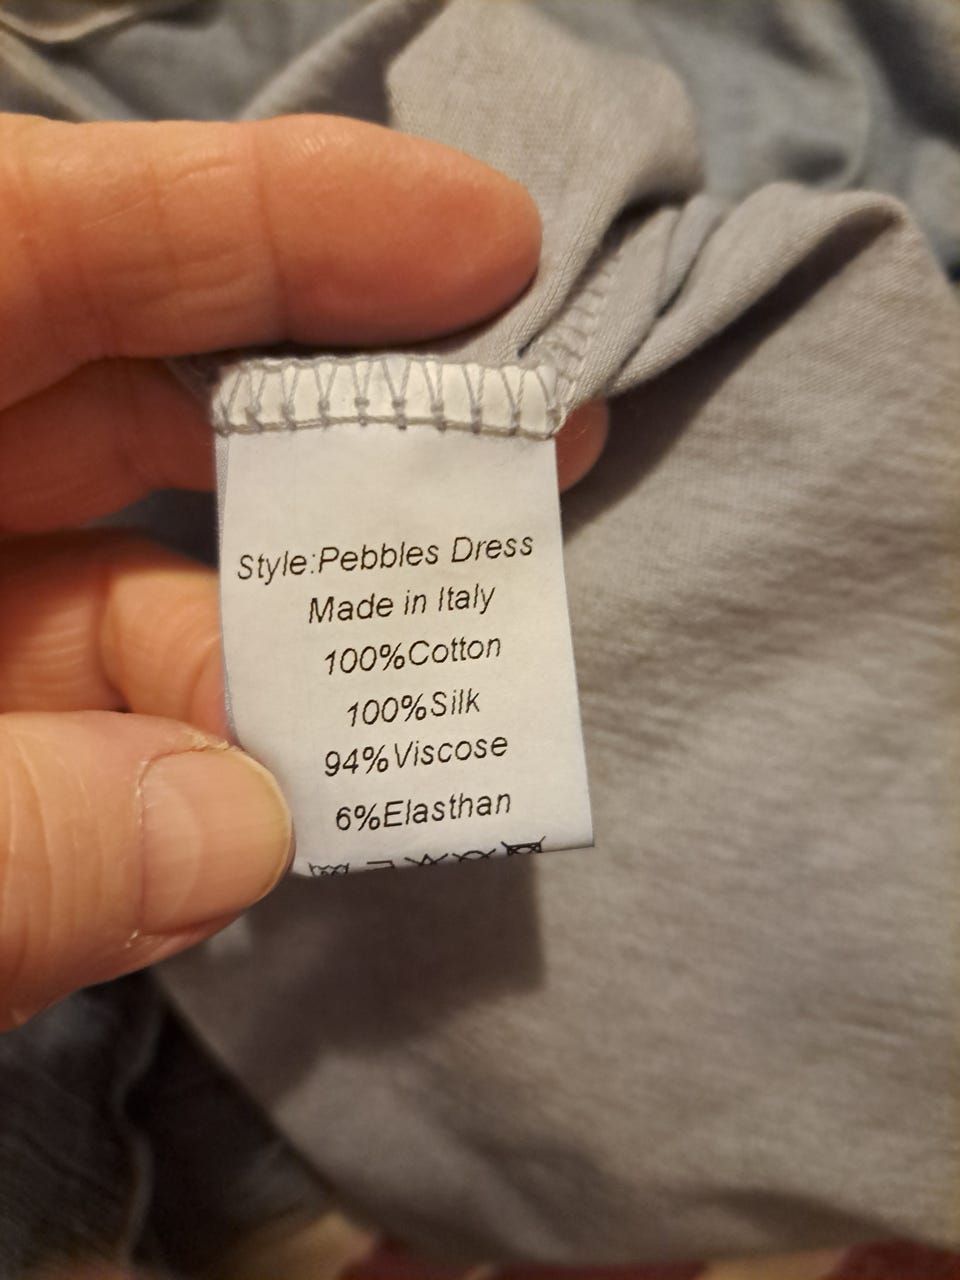 Style:Pebbles Dress
Made in Italy
100%Cotton
100%Silk
94%Viscose
6%Elasthan